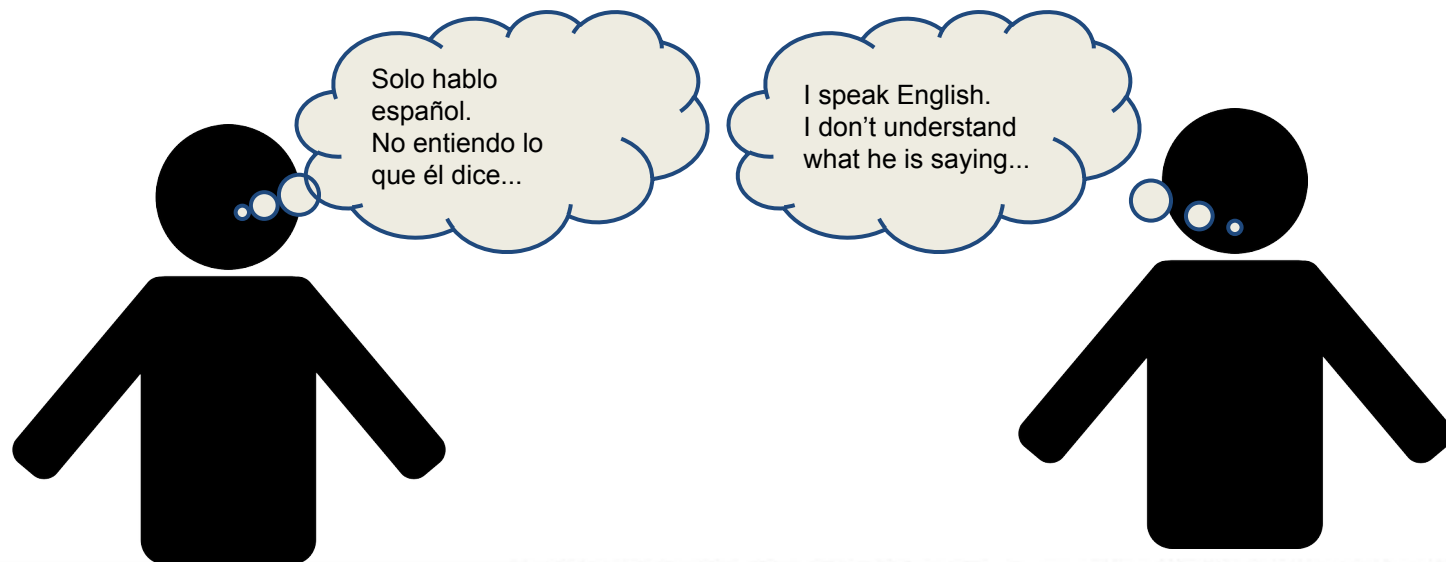 Solo hablo
español.
No entiendo lo
que él dice...
I speak English.
I don’t understand
what he is saying...